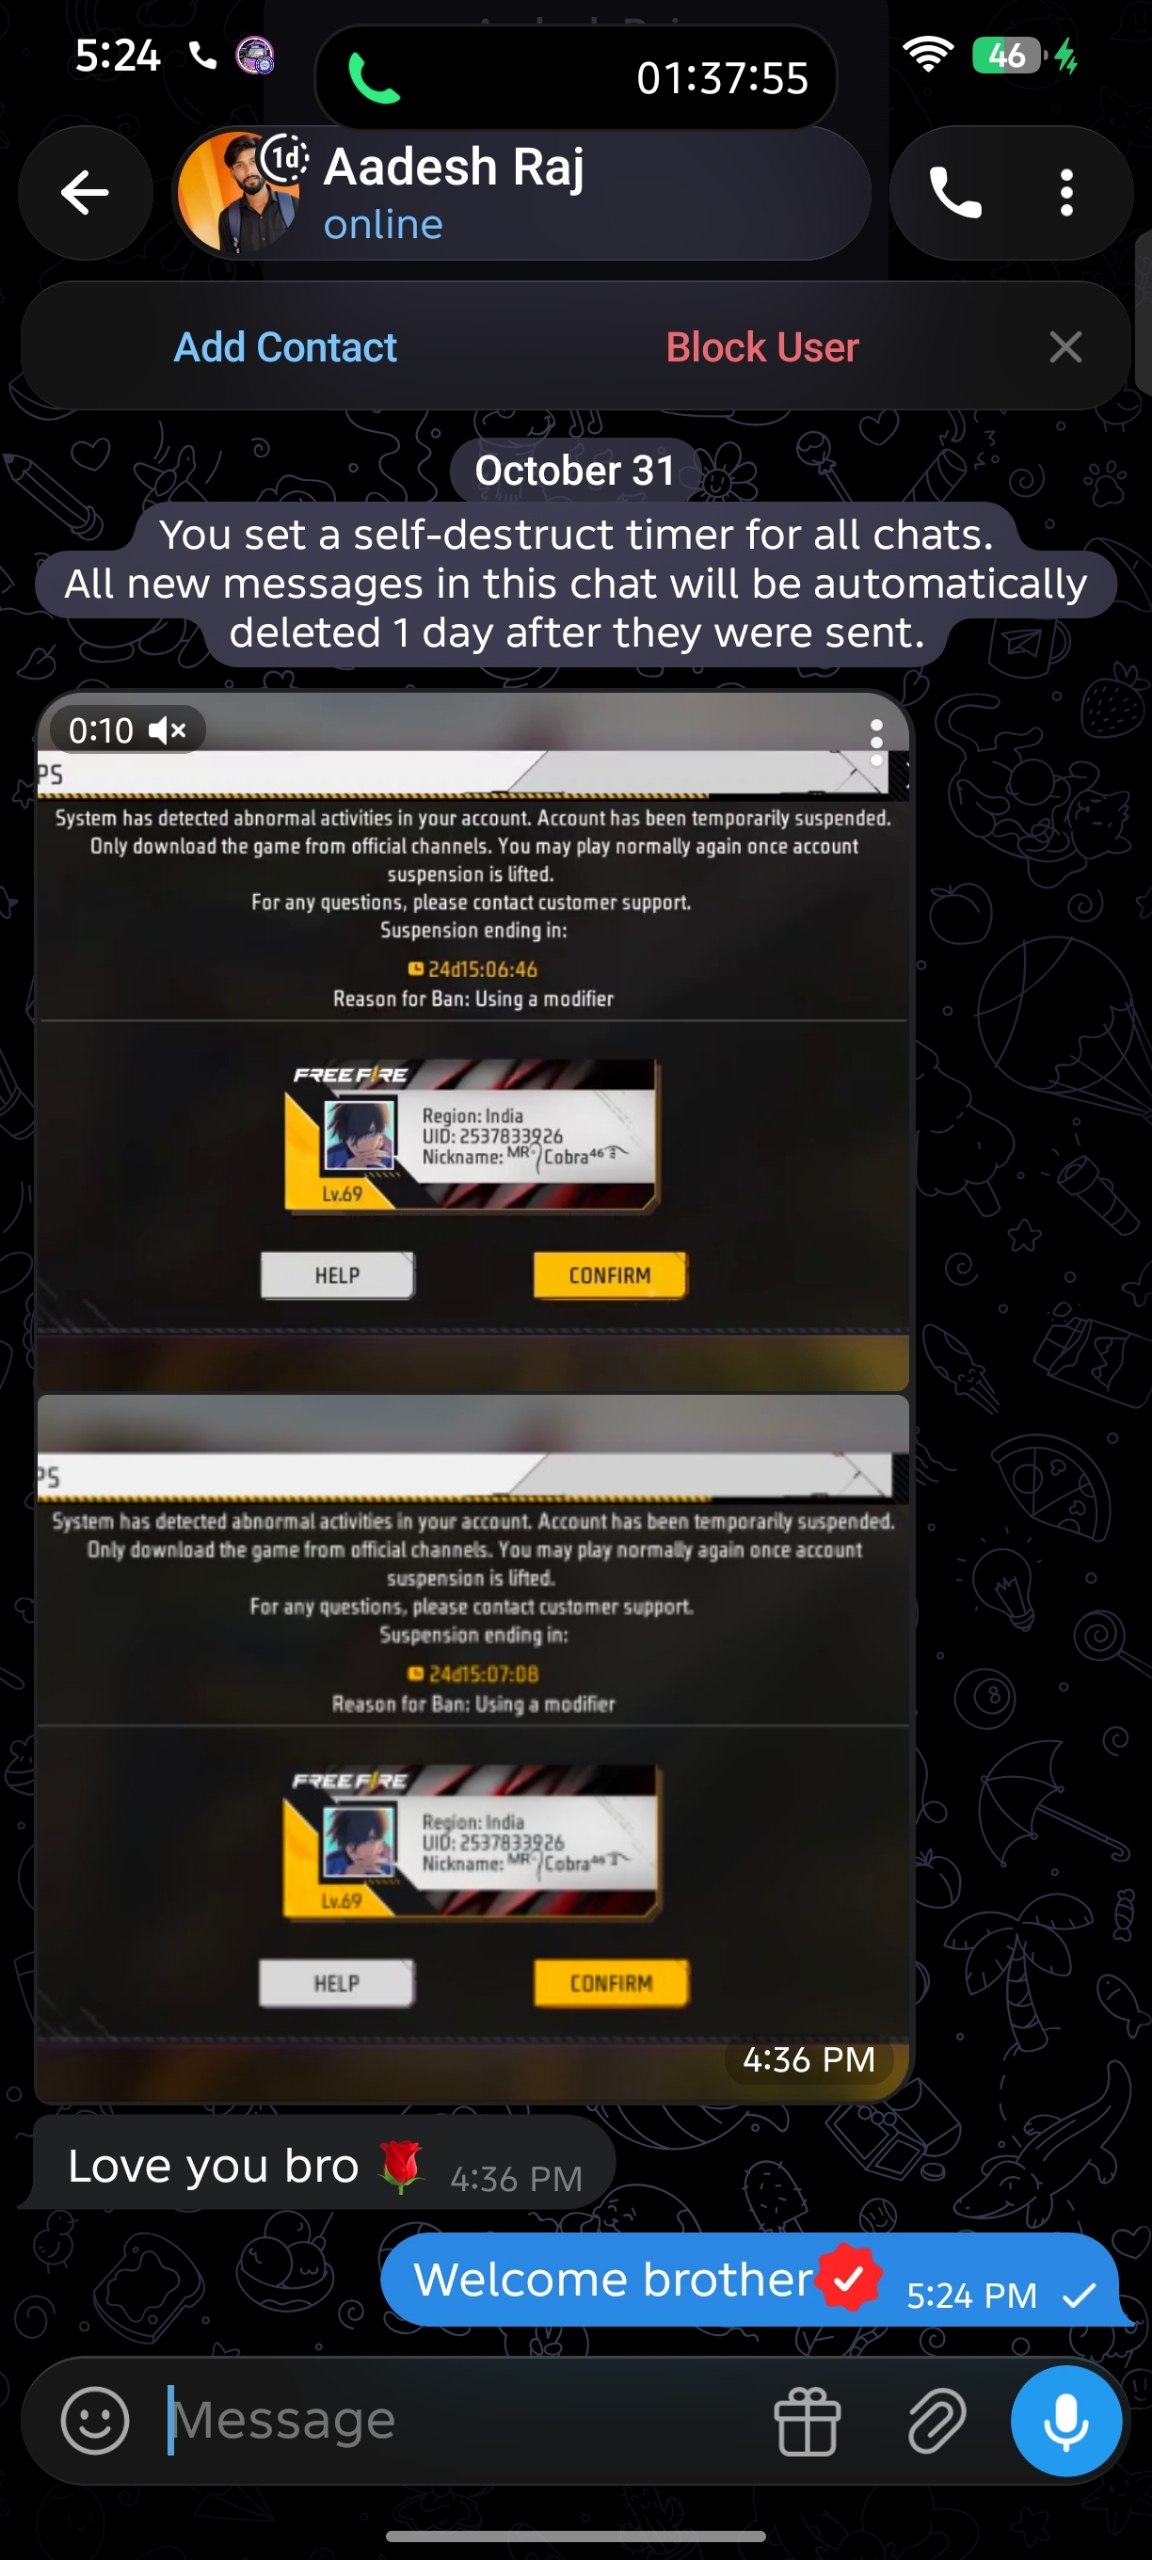 5:24
01:37:55
46
1d
Aadesh Raj
online
Add Contact
Block User
October 31
You set a self-destruct timer for all chats.
All new messages in this chat will be automatically
deleted 1 day after they were sent.
0:10
PS
System has detected abnormal activities in your account. Account has been temporarily suspended.
Only download the game from official channels. You may play normally again once account
suspension is lifted.
For any questions, please contact customer support.
Suspension ending in:
24d15:06:46
Reason for Ban: Using a modifier
FREE FIRE
Region: India
UID: 2537833926
Nickname: MR Cobra46
Lv.69
HELP
CONFIRM
PS
System has detected abnormal activities in your account. Account has been temporarily suspended.
Only download the game from official channels. You may play normally again once account
suspension is lifted.
For any questions, please contact customer support.
Suspension ending in:
24d15:07:08
Reason for Ban: Using a modifier
FREE FIRE
Region: India
UID: 2537833926
Nickname: MR Cobra46
Lv.69
HELP
CONFIRM
4:36 PM
Love you bro 🌹 4:36 PM
Welcome brother 5:24 PM
Message